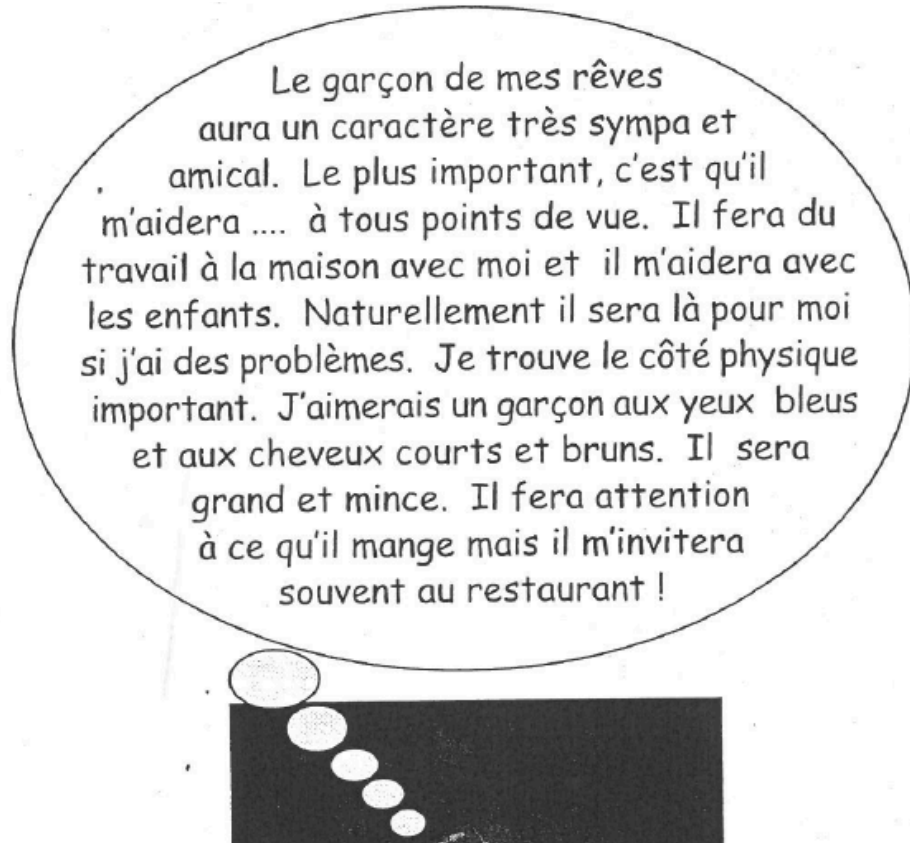 Le garçon de mes rêves
aura un caractère très sympa et
amical. Le plus important, c'est qu'il
m'aidera .... à tous points de vue. Il fera du
travail à la maison avec moi et il m'aidera avec
les enfants. Naturellement il sera là pour moi
si j'ai des problèmes. Je trouve le côté physique
important. J'aimerais un garçon aux yeux bleus
et aux cheveux courts et bruns. Il sera
grand et mince. Il fera attention
à ce qu'il mange mais il m'invitera
souvent au restaurant !